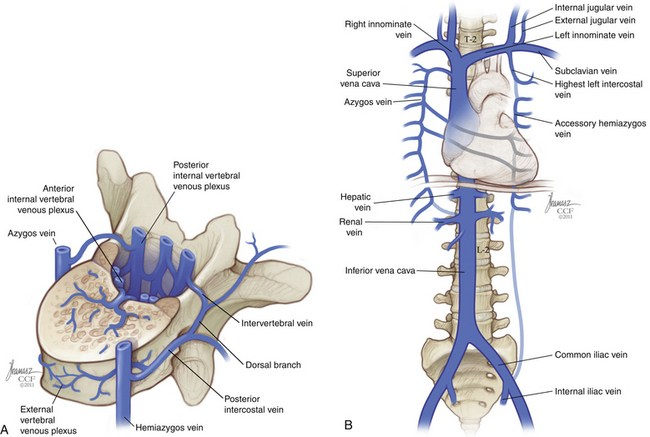 Posterior
internal vertebral
venous plexus
Anterior
internal vertebral
venous plexus
Azygos vein
Intervertebral vein
Dorsal branch
Posterior
intercostal vein
External
vertebral
venous plexus
Hemiazygos vein
CCF
©2011
A
Internal jugular vein
External jugular vein
Right innominate
vein
Left innominate vein
T-2
Subclavian vein
Superior
vena cava
Highest left intercostal
vein
Azygos vein
Accessory hemiazygos
vein
Hepatic
vein
Renal
vein
L-2
Inferior vena cava
Common iliac vein
Internal iliac vein
CCF
©2011
B